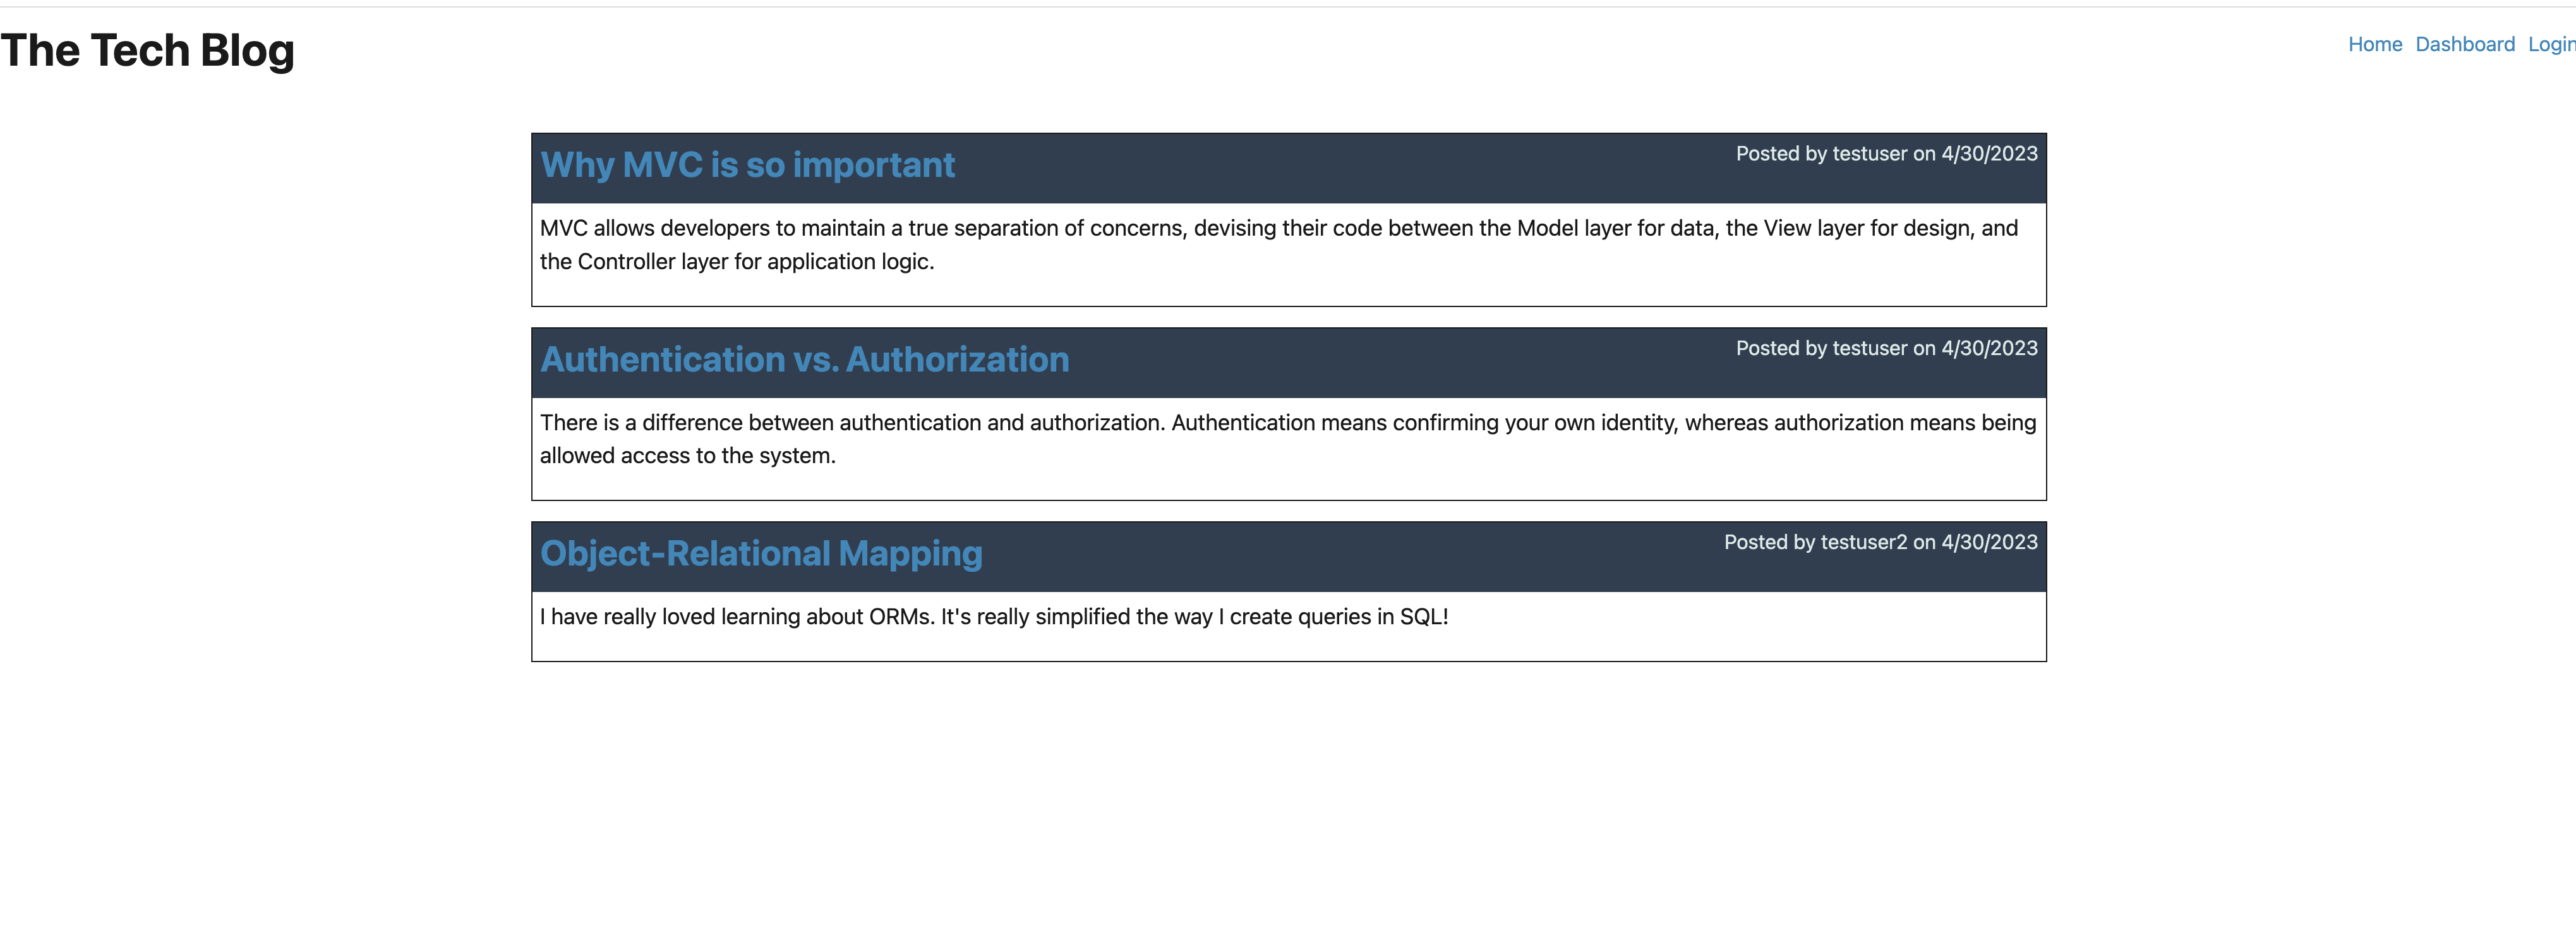 The Tech Blog
Home Dashboard Login
Why MVC is so important
Posted by testuser on 4/30/2023
MVC allows developers to maintain a true separation of concerns, devising their code between the Model layer for data, the View layer for design, and
the Controller layer for application logic.
Authentication vs. Authorization
Posted by testuser on 4/30/2023
There is a difference between authentication and authorization. Authentication means confirming your own identity, whereas authorization means being
allowed access to the system.
Object-Relational Mapping
Posted by testuser2 on 4/30/2023
I have really loved learning about ORMs. It's really simplified the way I create queries in SQL!